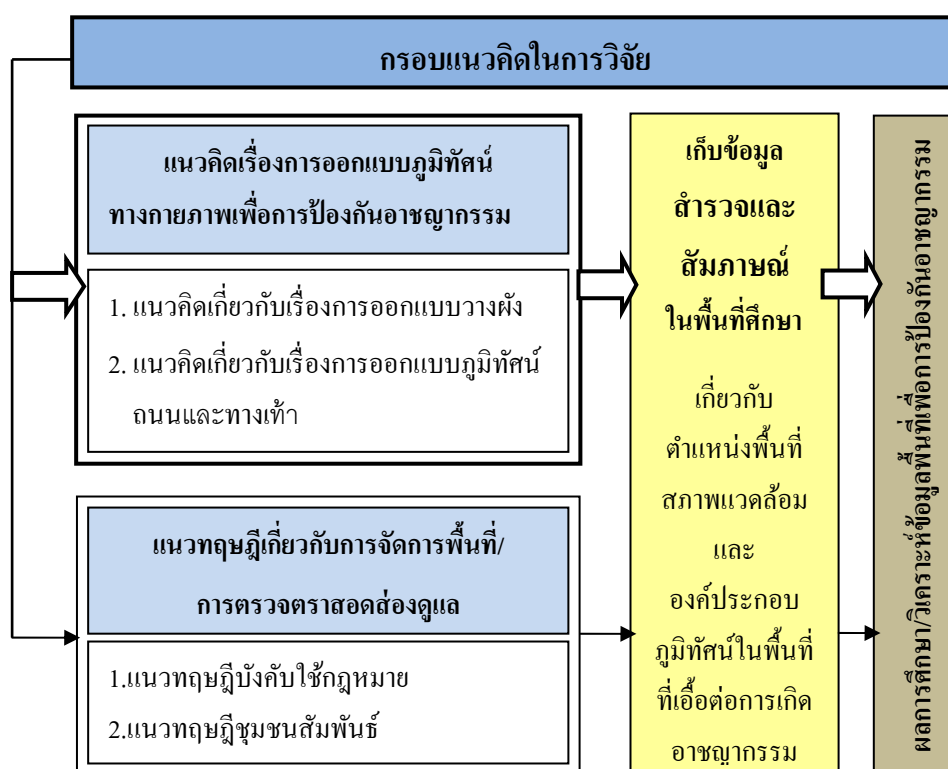 กรอบแนวคิดในการวิจัย
แนวคิดเรื่องการออกแบบภูมิทัศน์
ทางกายภาพเพื่อการป้องกันอาชญากรรม
1. แนวคิดเกี่ยวกับเรื่องการออกแบบวางผัง
2. แนวคิดเกี่ยวกับเรื่องการออกแบบภูมิทัศน์
ถนนและทางเท้า
แนวทฤษฎีเกี่ยวกับการจัดการพื้นที่/
การตรวจตราสอดส่องดูแล
1.แนวทฤษฎีบังคับใช้กฎหมาย
2.แนวทฤษฎีชุมชนสัมพันธ์
เก็บข้อมูล
สำรวจและ
สัมภาษณ์
ในพื้นที่ศึกษา
เกี่ยวกับ
ตำแหน่งพื้นที่
สภาพแวดล้อม
และ
องค์ประกอบ
ภูมิทัศน์ในพื้นที่
ที่เอื้อต่อการเกิด
อาชญากรรม
ผลการศึกษา/วิเคราะห์ข้อมูลพื้นที่เพื่อการป้องกันอาชญากรรม